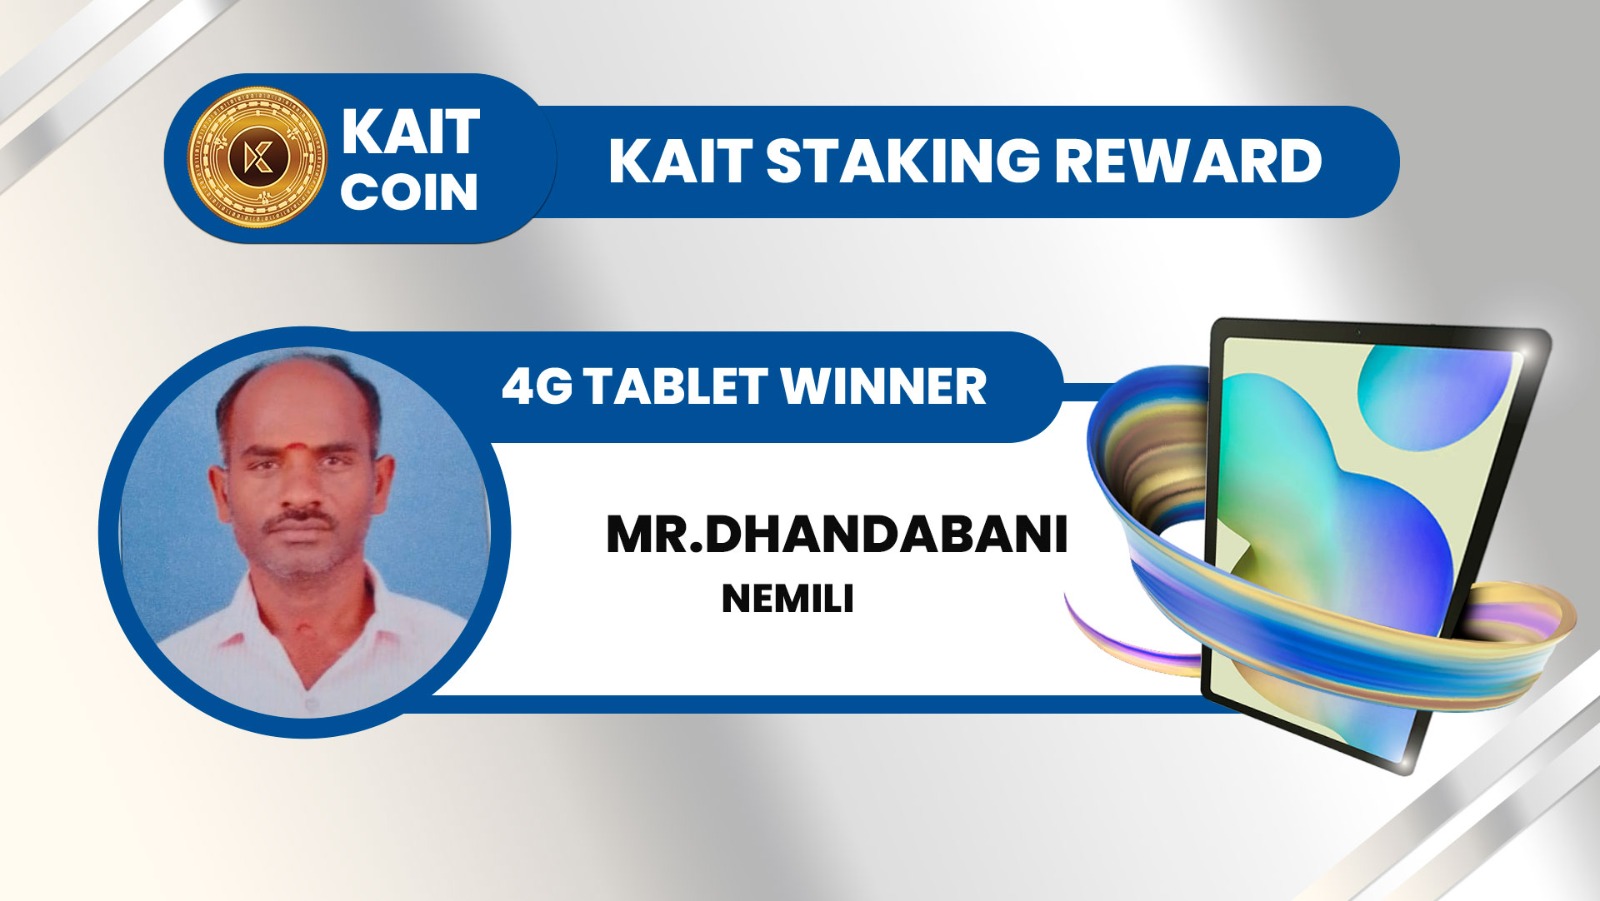 KAIT
COIN
KAIT STAKING REWARD
4G TABLET WINNER
MR.DHANDABANI
NEMILI